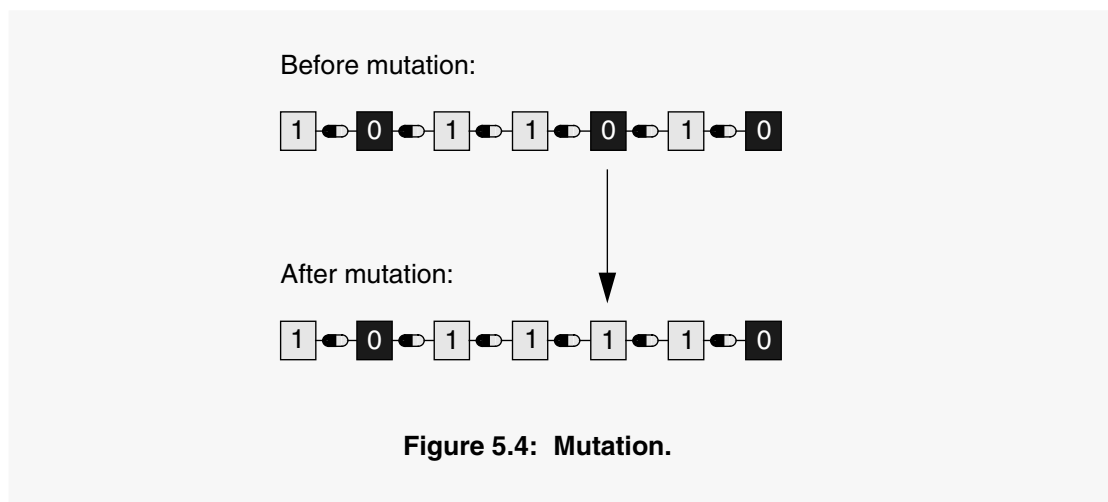 Before mutation:
1 0 1 1 0 1 0
After mutation:
1 0 1 1 1 1 0
Figure 5.4: Mutation.